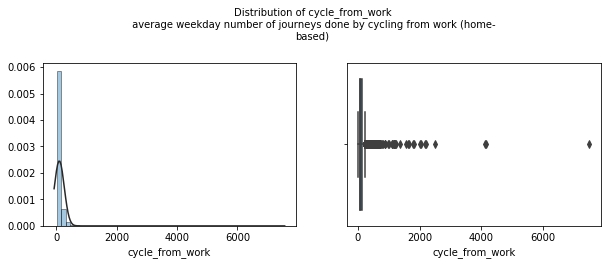 Distribution of cycle_from_work
average weekday number of journeys done by cycling from work (home-
based)
0.006
0.005
0.004
0.003
0.002
0.001
0.000
0 2000 4000 6000
cycle_from_work
0 2000 4000 6000
cycle_from_work